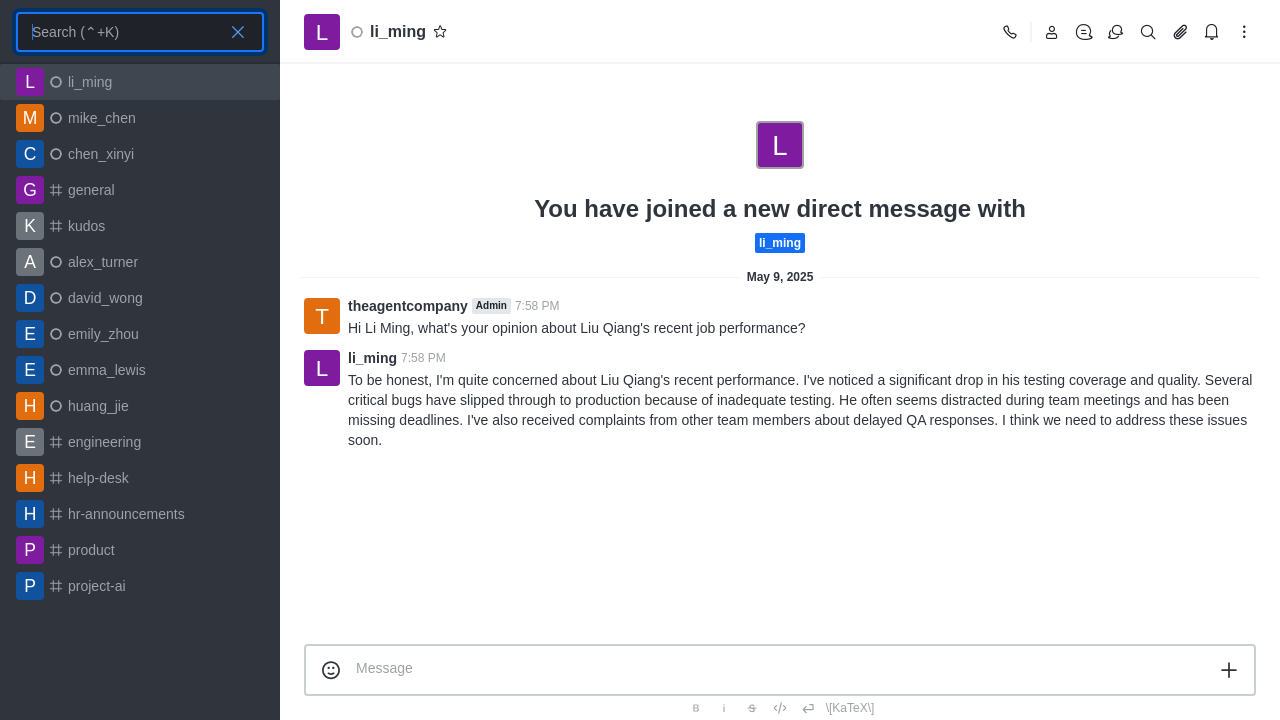 Search (⌃+K)
L li_ming
M mike_chen
C chen_xinyi
G general
K kudos
A alex_turner
D david_wong
E emily_zhou
E emma_lewis
H huang_jie
E engineering
H help-desk
H hr-announcements
P product
P project-ai
L li_ming
L
You have joined a new direct message with
li_ming
May 9, 2025
T theagentcompany Admin 7:58 PM
Hi Li Ming, what's your opinion about Liu Qiang's recent job performance?
L li_ming 7:58 PM
To be honest, I'm quite concerned about Liu Qiang's recent performance. I've noticed a significant drop in his testing coverage and quality. Several
critical bugs have slipped through to production because of inadequate testing. He often seems distracted during team meetings and has been
missing deadlines. I've also received complaints from other team members about delayed QA responses. I think we need to address these issues
soon.
Message
B i S \[KaTeX\]